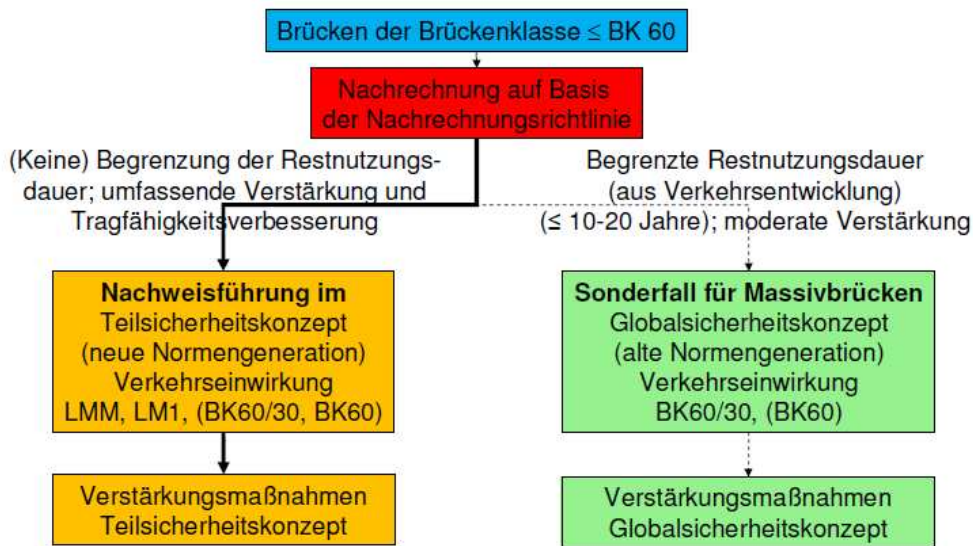 Brücken der Brückenklasse ≤ BK 60
Nachrechnung auf Basis
der Nachrechnungsrichtlinie
(Keine) Begrenzung der Restnutzungs-
dauer; umfassende Verstärkung und
Tragfähigkeitsverbesserung
Begrenzte Restnutzungsdauer
(aus Verkehrsentwicklung)
(≤ 10-20 Jahre); moderate Verstärkung
Nachweisführung im
Teilsicherheitskonzept
(neue Normengeneration)
Verkehrseinwirkung
LMM, LM1, (BK60/30, BK60)
Sonderfall für Massivbrücken
Globalsicherheitskonzept
(alte Normengeneration)
Verkehrseinwirkung
BK60/30, (BK60)
Verstärkungsmaßnahmen
Teilsicherheitskonzept
Verstärkungsmaßnahmen
Globalsicherheitskonzept